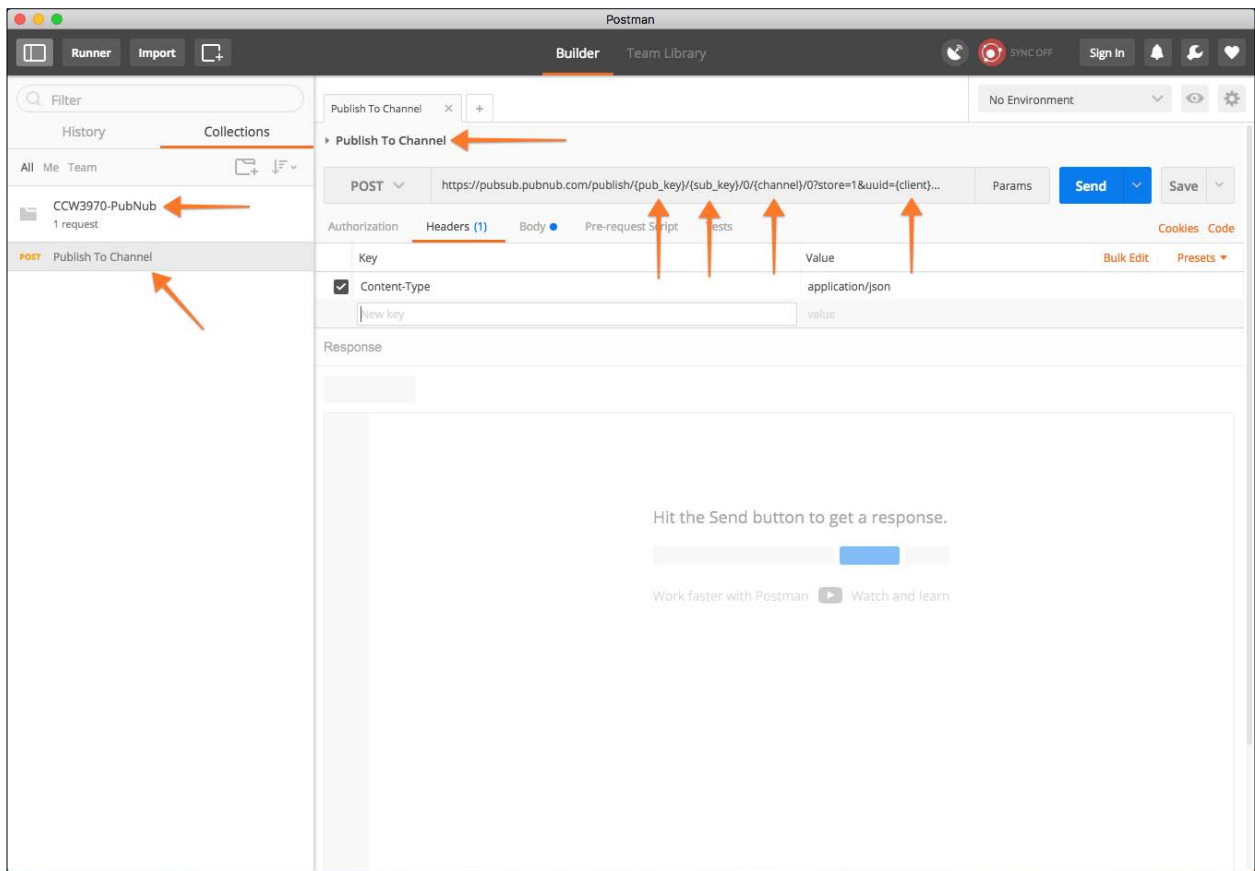 Postman
Runner Import Builder Team Library SYNC OFF Sign In
Filter
History Collections
All Me Team
CCW3970-PubNub
1 request
POST Publish To Channel
Publish To Channel
No Environment
Publish To Channel
POST https://pubsub.pubnub.com/publish/{pub_key}/{sub_key}/0/{channel}/0?store=1&uuid={client}... Params Send Save
Authorization Headers (1) Body Pre-request Script Tests Cookies Code
Key Value Bulk Edit Presets
Content-Type application/json
New key value
Response
Hit the Send button to get a response.
Work faster with Postman Watch and learn